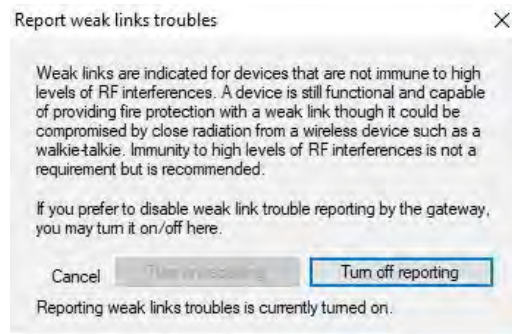 Report weak links troubles
Weak links are indicated for devices that are not immune to high
levels of RF interferences. A device is still functional and capable
of providing fire protection with a weak link though it could be
compromised by close radiation from a wireless device such as a
walkie-talkie. Immunity to high levels of RF interferences is not a
requirement but is recommended.
If you prefer to disable weak link trouble reporting by the gateway,
you may turn it on/off here.
Cancel Turn off reporting
Reporting weak links troubles is currently turned on.